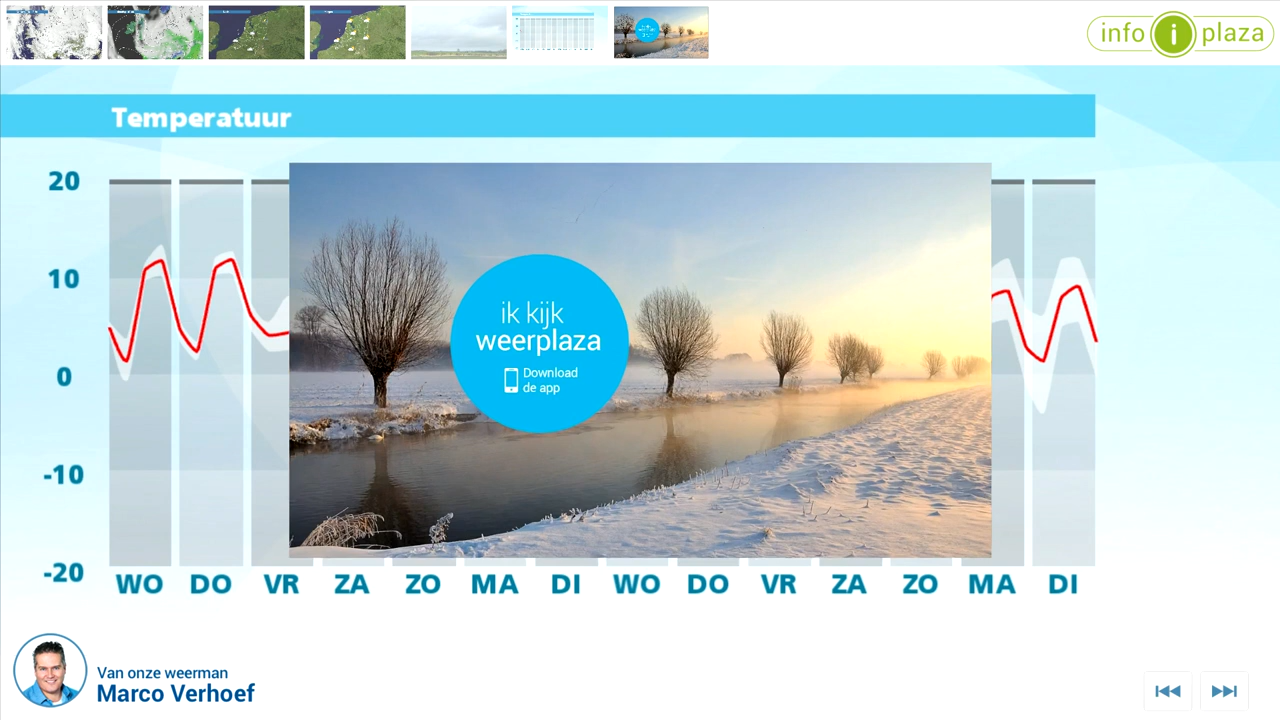 info i plaza
Temperatuur
20
10
0
-10
-20
ik kijk
weerplaza
Download
de app
WO DO VR ZA ZO MA DI WO DO VR ZA ZO MA DI
Van onze weerman
Marco Verhoef